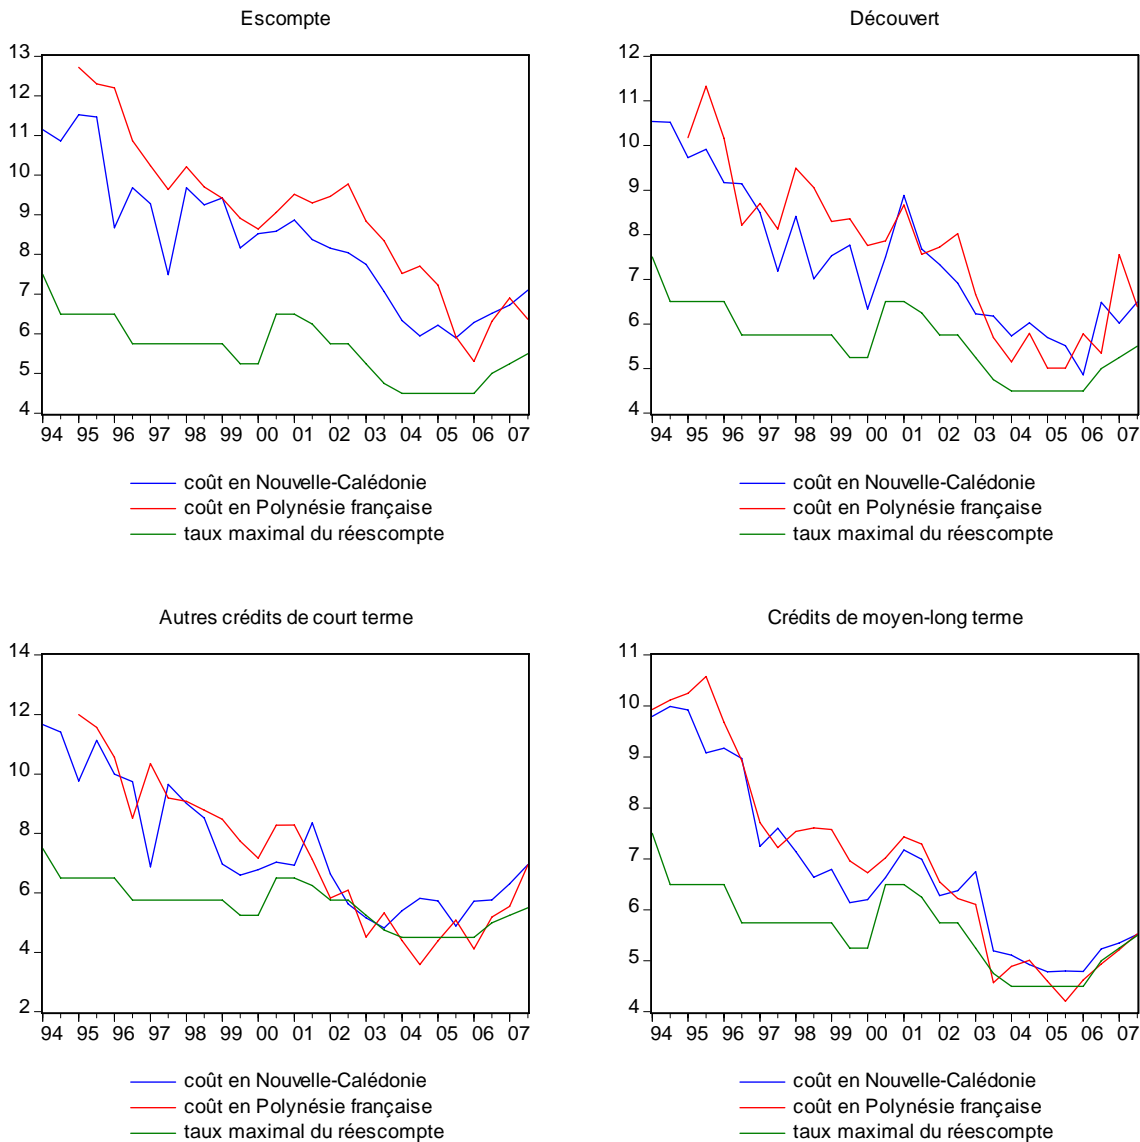 Escompte
13
12
11
10
9
8
7
6
5
4
94 95 96 97 98 99 00 01 02 03 04 05 06 07
coût en Nouvelle-Calédonie
coût en Polynésie française
taux maximal du réescompte
Découvert
12
11
10
9
8
7
6
5
4
94 95 96 97 98 99 00 01 02 03 04 05 06 07
coût en Nouvelle-Calédonie
coût en Polynésie française
taux maximal du réescompte
Autres crédits de court terme
14
12
10
8
6
4
2
94 95 96 97 98 99 00 01 02 03 04 05 06 07
coût en Nouvelle-Calédonie
coût en Polynésie française
taux maximal du réescompte
Crédits de moyen-long terme
11
10
9
8
7
6
5
4
94 95 96 97 98 99 00 01 02 03 04 05 06 07
coût en Nouvelle-Calédonie
coût en Polynésie française
taux maximal du réescompte